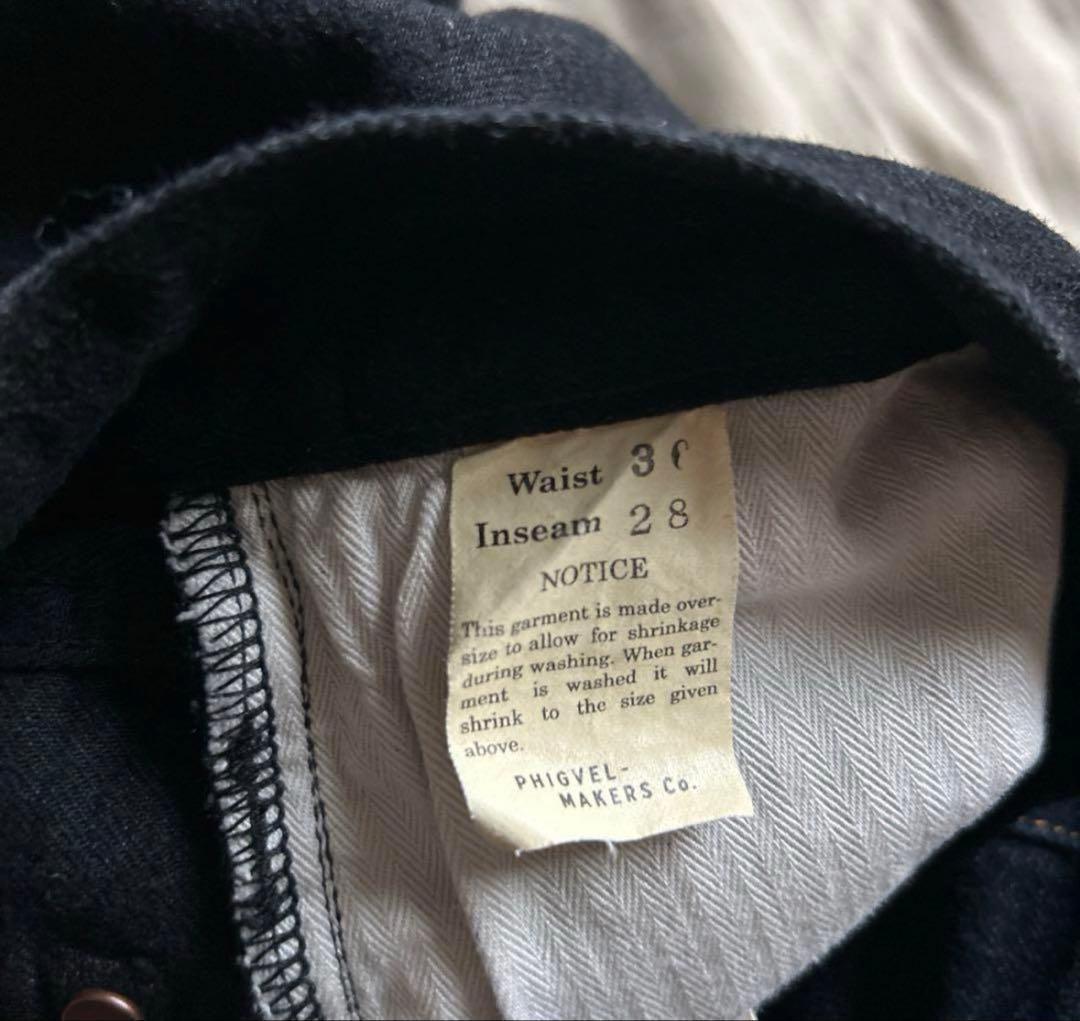 Waist
Inseam 28
NOTICE
This garment is made over-
size to allow for shrinkage
during washing. When gar-
ment is washed it will
shrink to the size given
above.
PHIGVEL-
MAKERS Co.